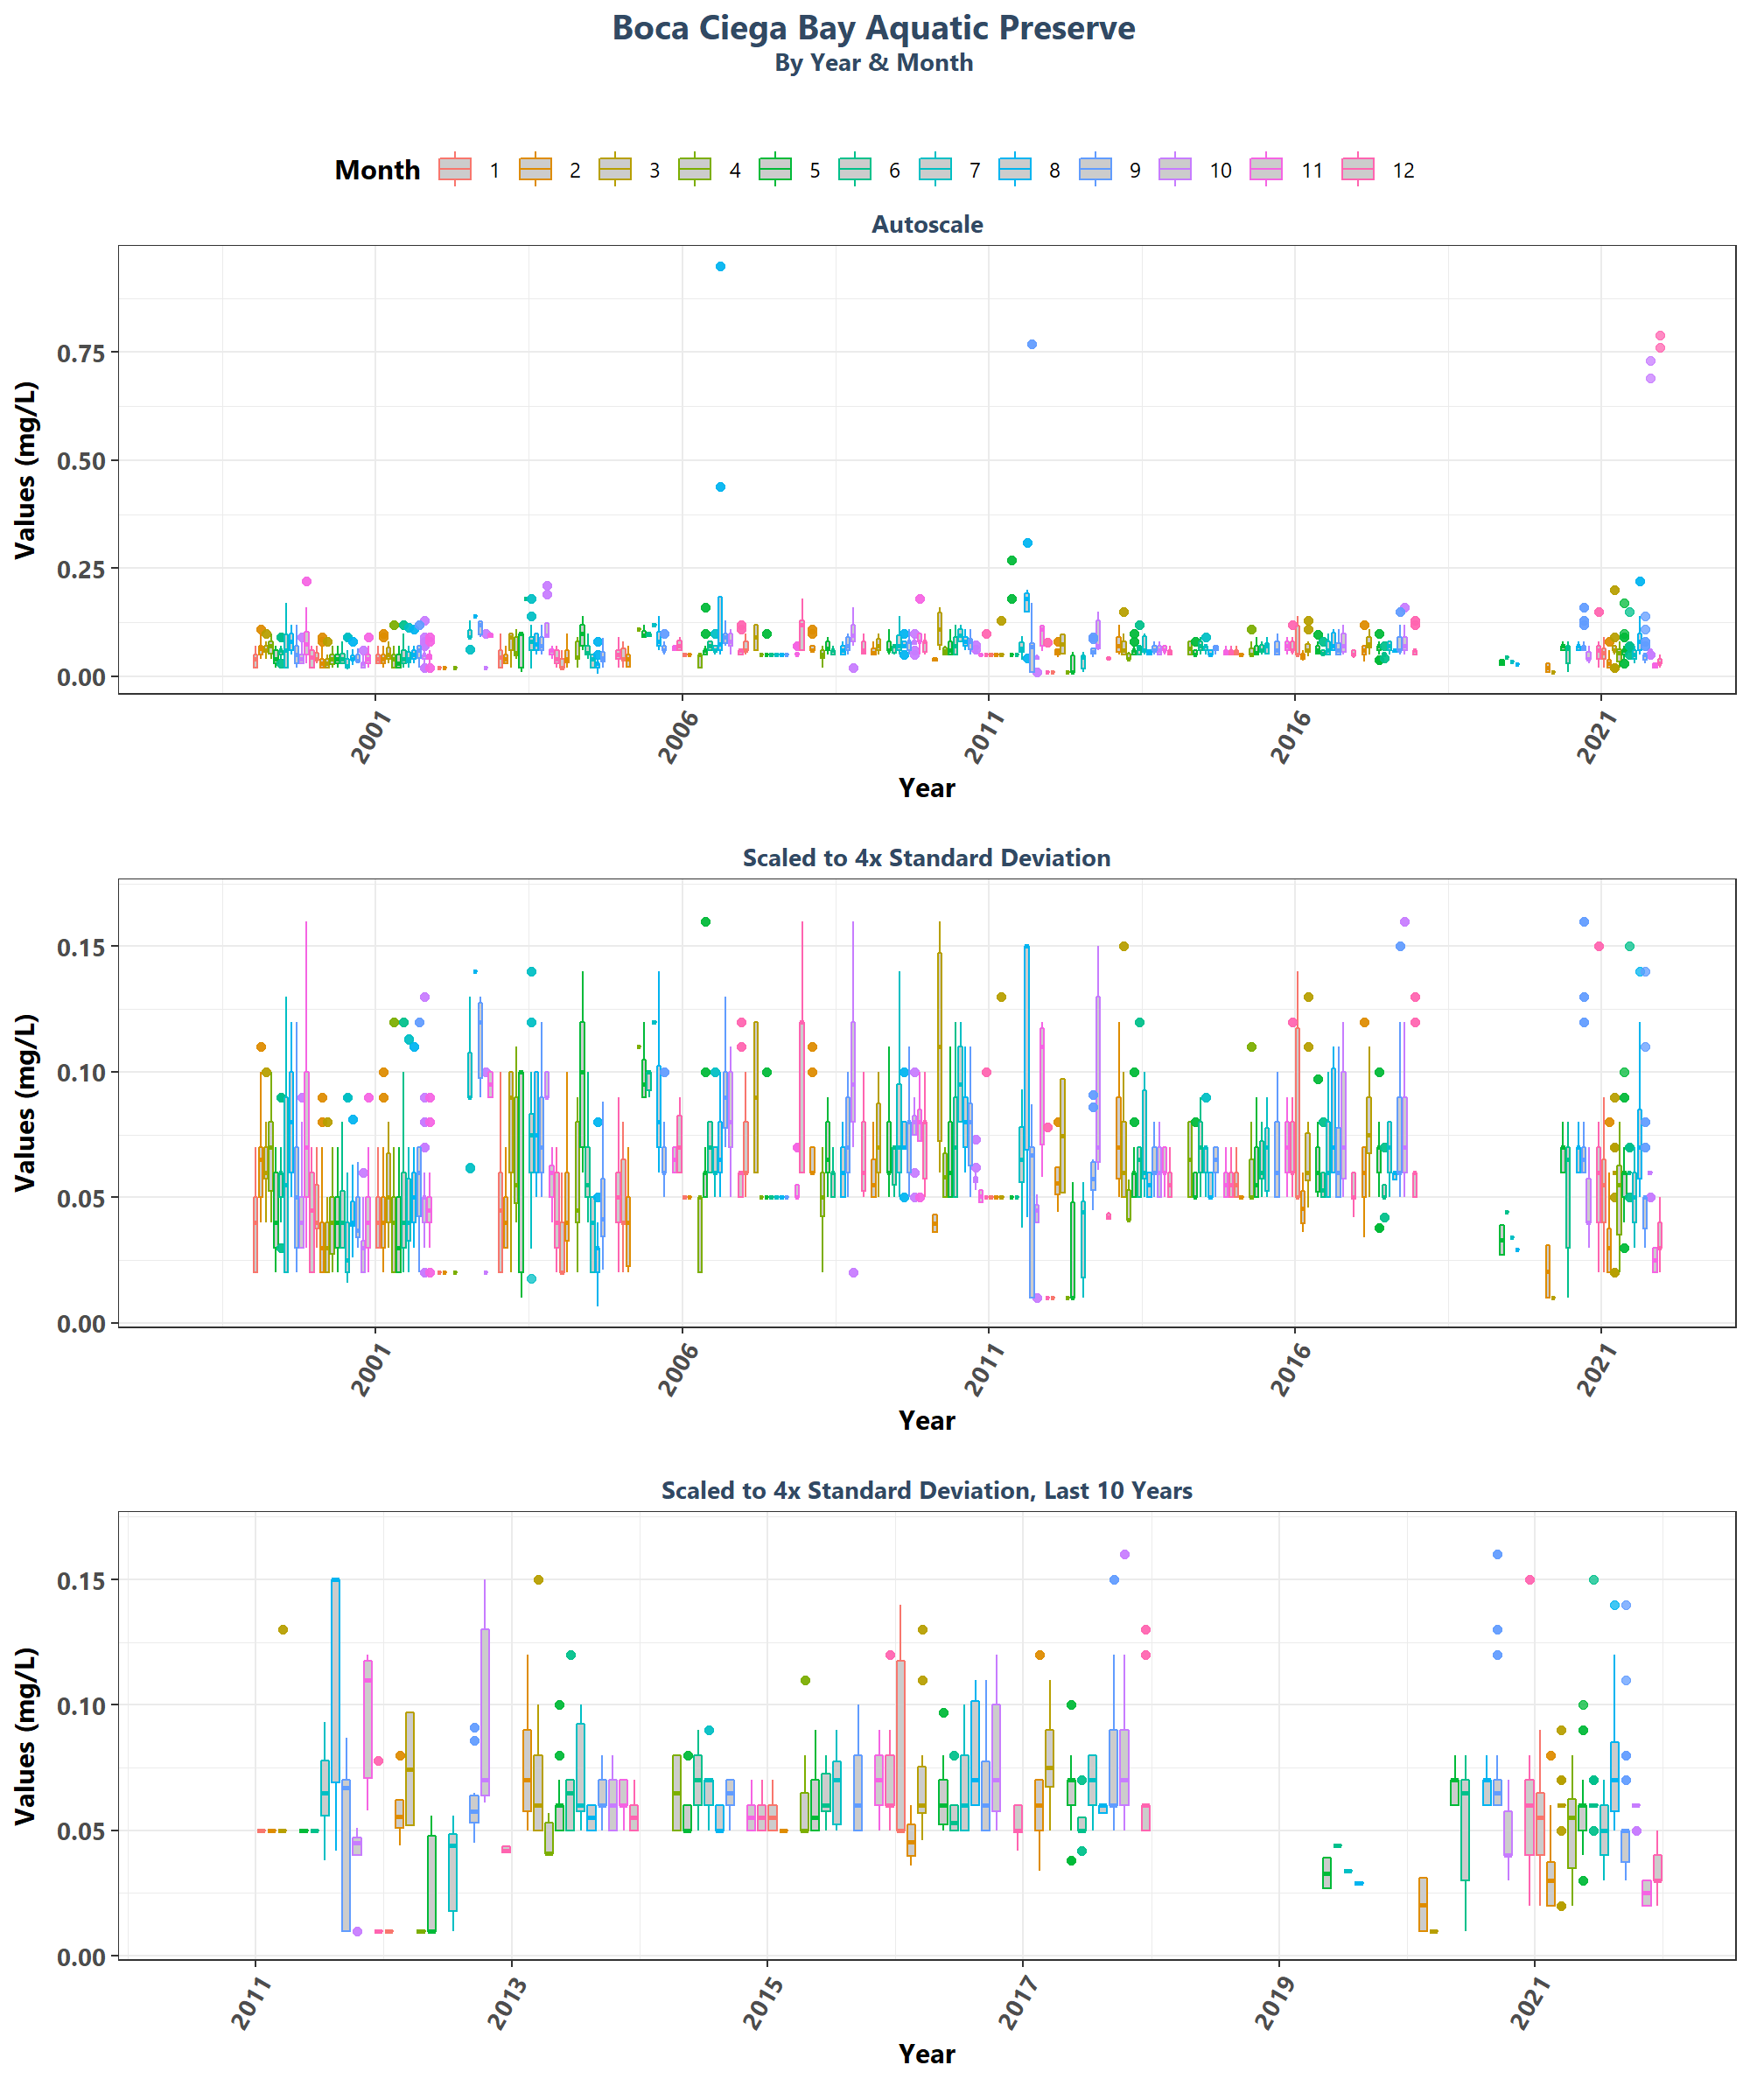 Boca Ciega Bay Aquatic Preserve
By Year & Month
Month 1 2 3 4 5 6 7 8 9 10 11 12
Autoscale
Values (mg/L)
0.75
0.50
0.25
0.00
2001 2006 2011 2016 2021
Year
Scaled to 4x Standard Deviation
Values (mg/L)
0.15
0.10
0.05
0.00
2001 2006 2011 2016 2021
Year
Scaled to 4x Standard Deviation, Last 10 Years
Values (mg/L)
0.15
0.10
0.05
0.00
2011 2013 2015 2017 2019 2021
Year